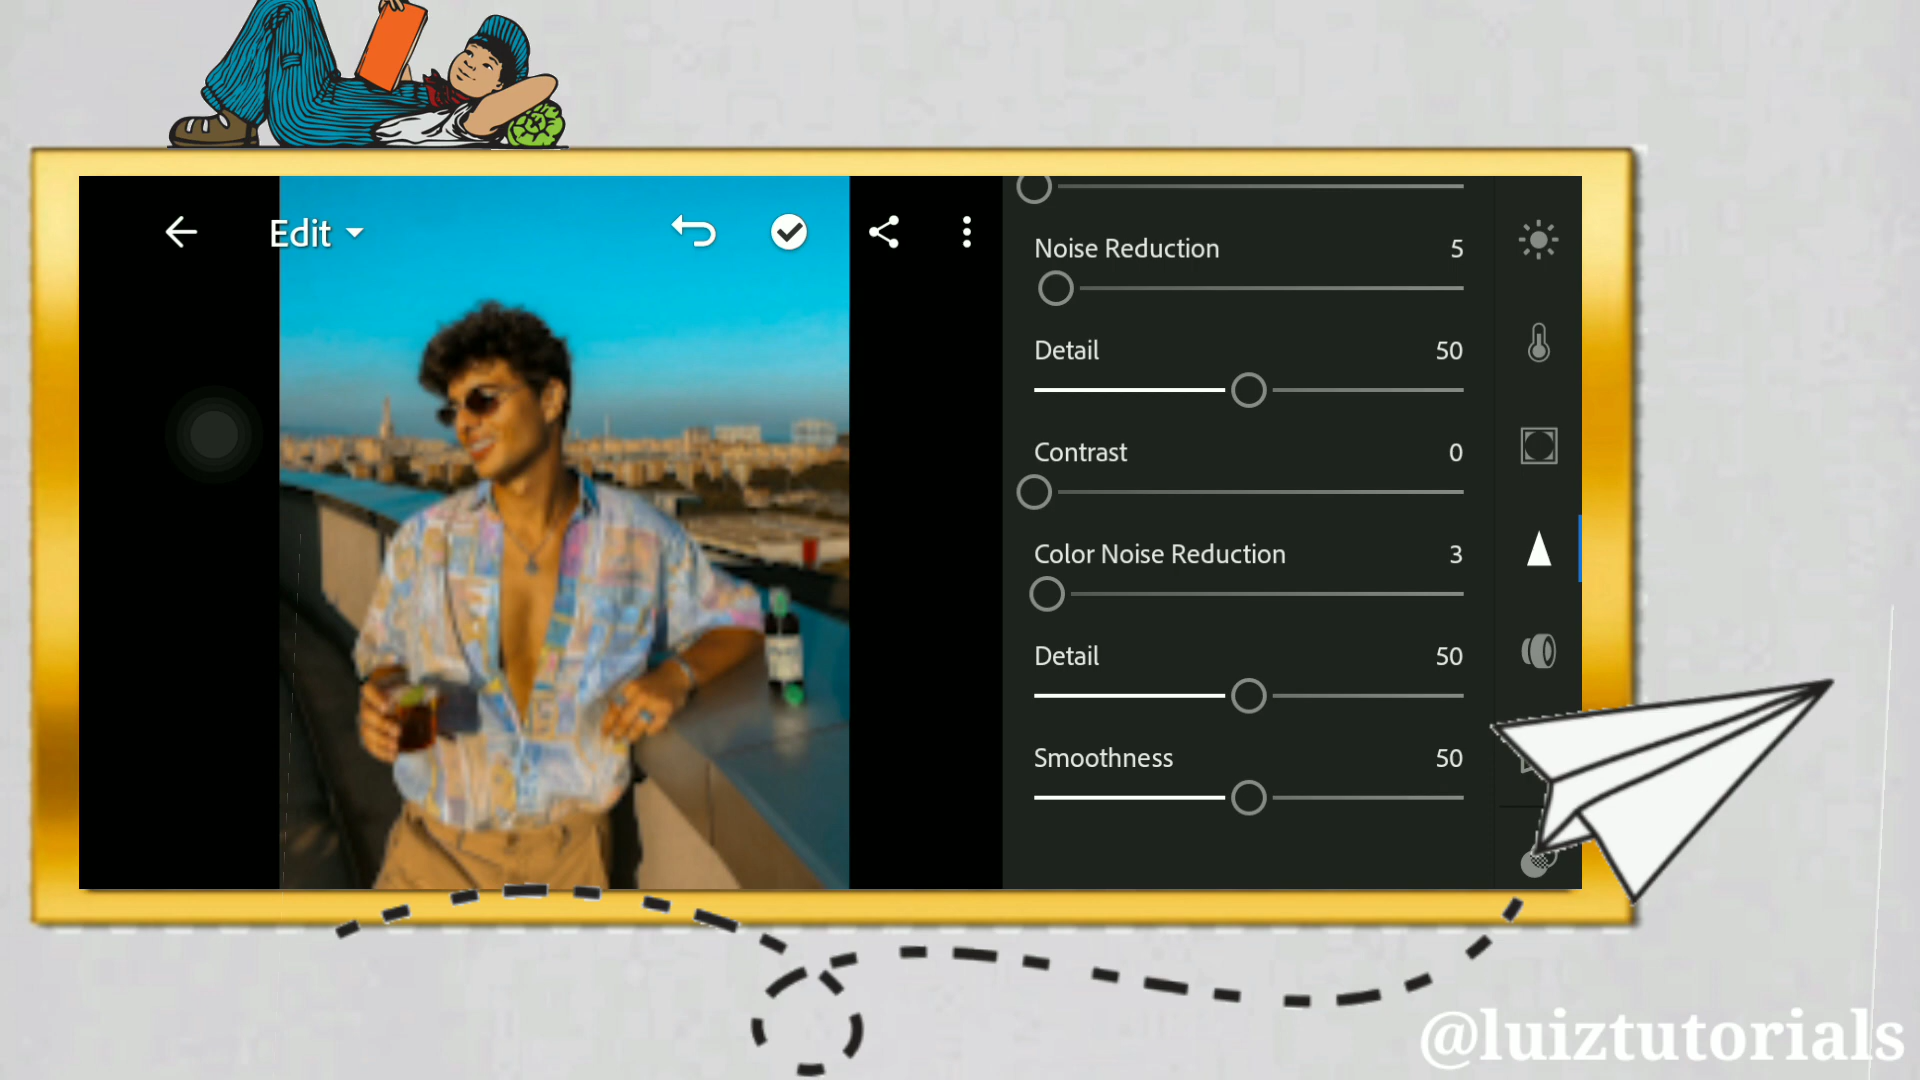 Edit
Noise Reduction 5
Detail 50
Contrast 0
Color Noise Reduction 3
Detail 50
Smoothness 50
@luiztutorials